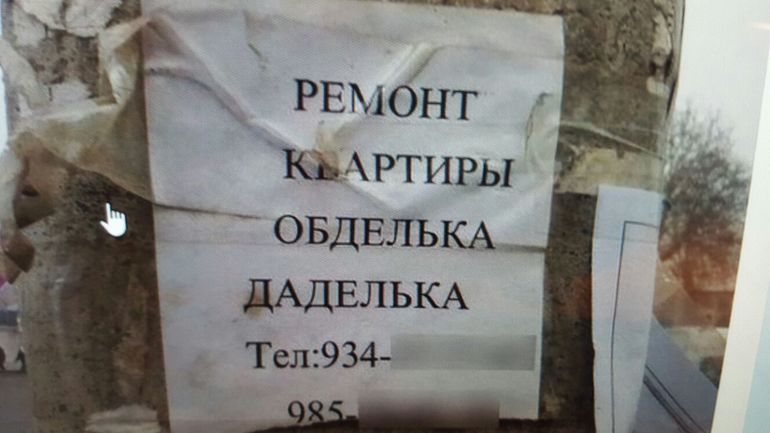 РЕМОНТ
КВАРТИРЫ
ОБДЕЛЬКА
ДАДЕЛЬКА
Тел:934-
985-